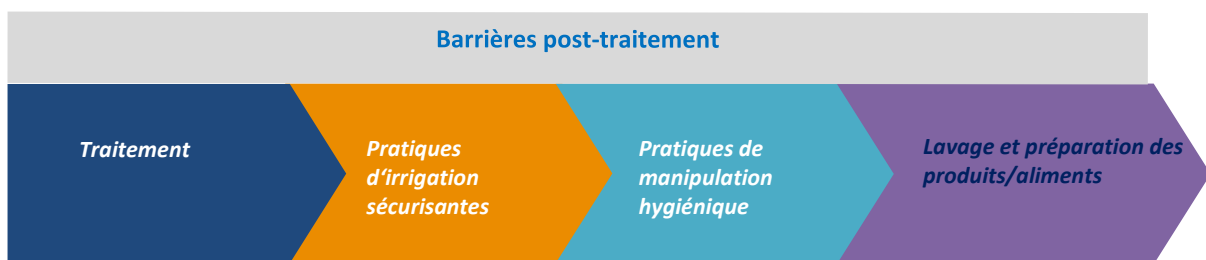 Barrières post-traitement
Traitement
Pratiques
d‘irrigation
sécurisantes
Pratiques de
manipulation
hygiénique
Lavage et préparation des
produits/aliments